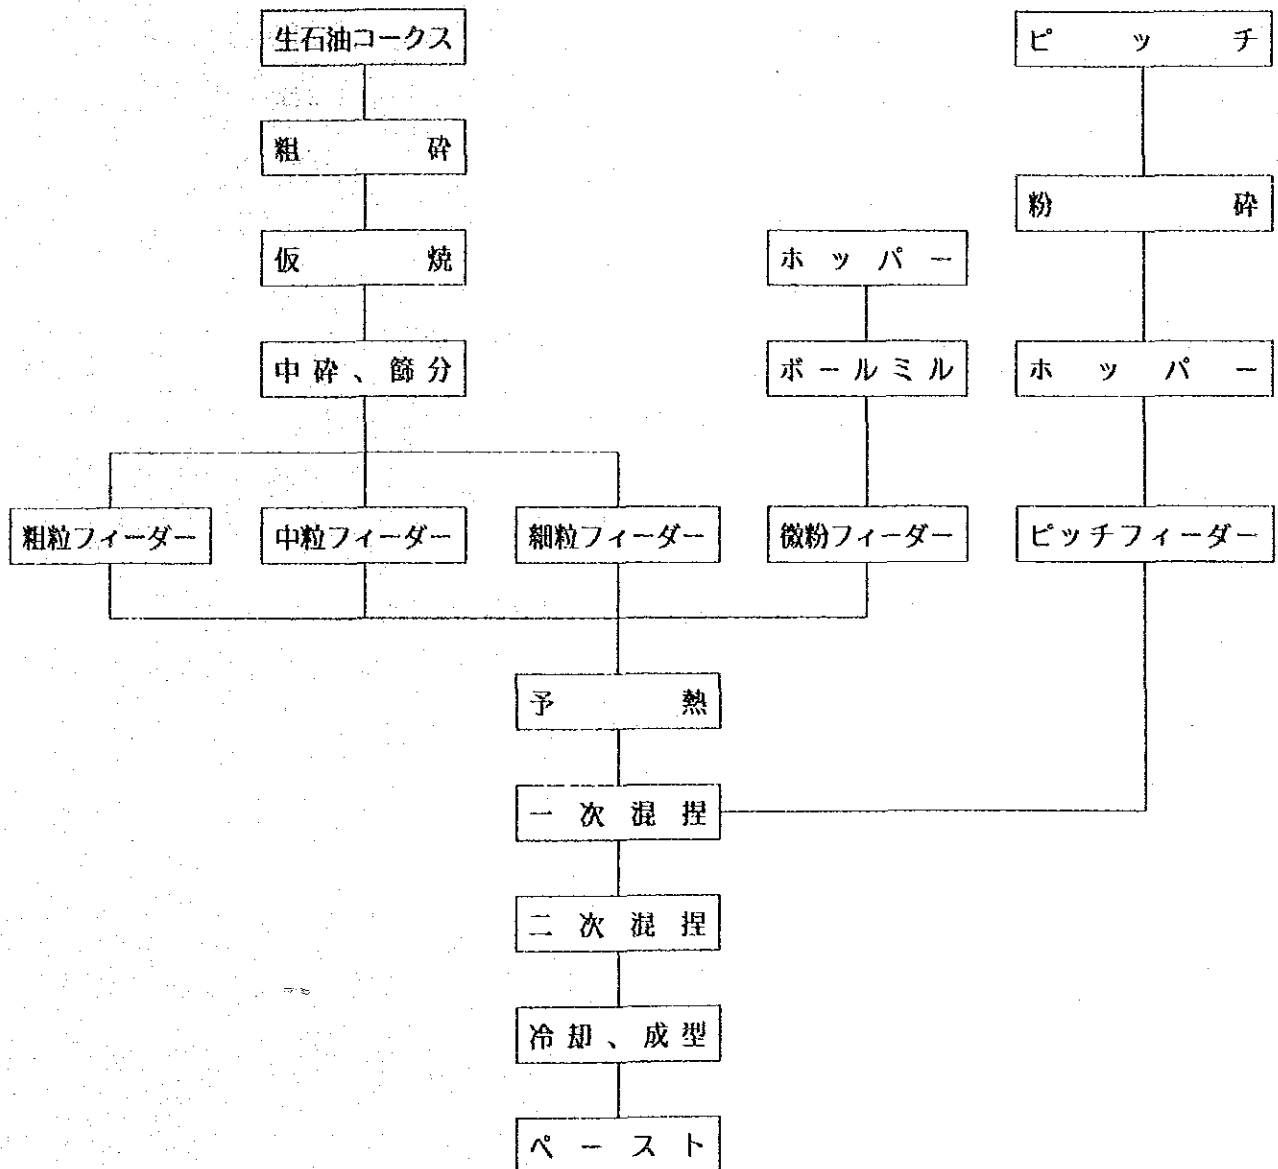 生石油コークス
ピッチ
粗砕
粉砕
仮焼
ホッパー
中砕、篩分
ボールミル
ホッパー
粗粒フィーダー
中粒フィーダー
細粒フィーダー
微粉フィーダー
ピッチフィーダー
予熱
一次混捏
二次混捏
冷却、成型
ペースト